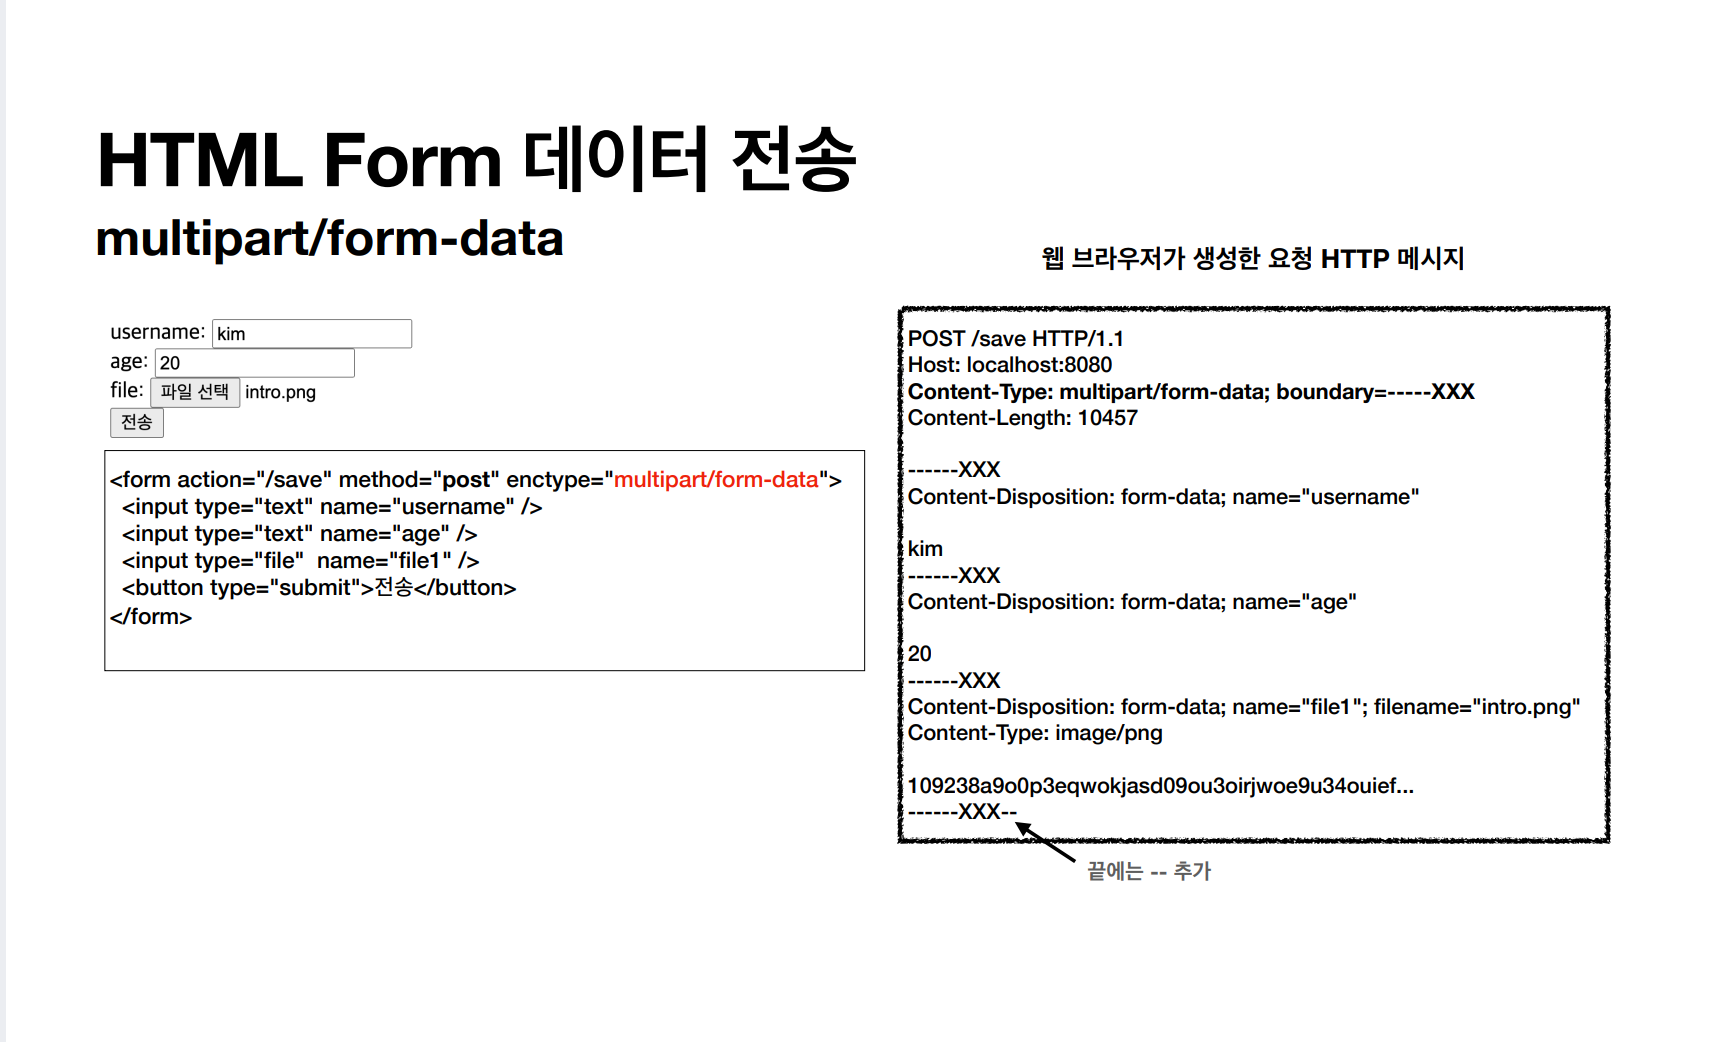 HTML Form 데이터 전송
multipart/form-data
username: kim
age: 20
file: 파일 선택 intro.png
전송
<form action="/save" method="post" enctype="multipart/form-data">
<input type="text" name="username" />
<input type="text" name="age" />
<input type="file"  name="file1" />
<button type="submit">전송</button>
</form>
웹 브라우저가 생성한 요청 HTTP 메시지
POST /save HTTP/1.1
Host: localhost:8080
Content-Type: multipart/form-data; boundary=-----XXX
Content-Length: 10457
------XXX
Content-Disposition: form-data; name="username"
kim
------XXX
Content-Disposition: form-data; name="age"
20
------XXX
Content-Disposition: form-data; name="file1"; filename="intro.png"
Content-Type: image/png
109238a9o0p3eqwokjasd09ou3oirjwoe9u34ouief...
------XXX--
끝에는 -- 추가